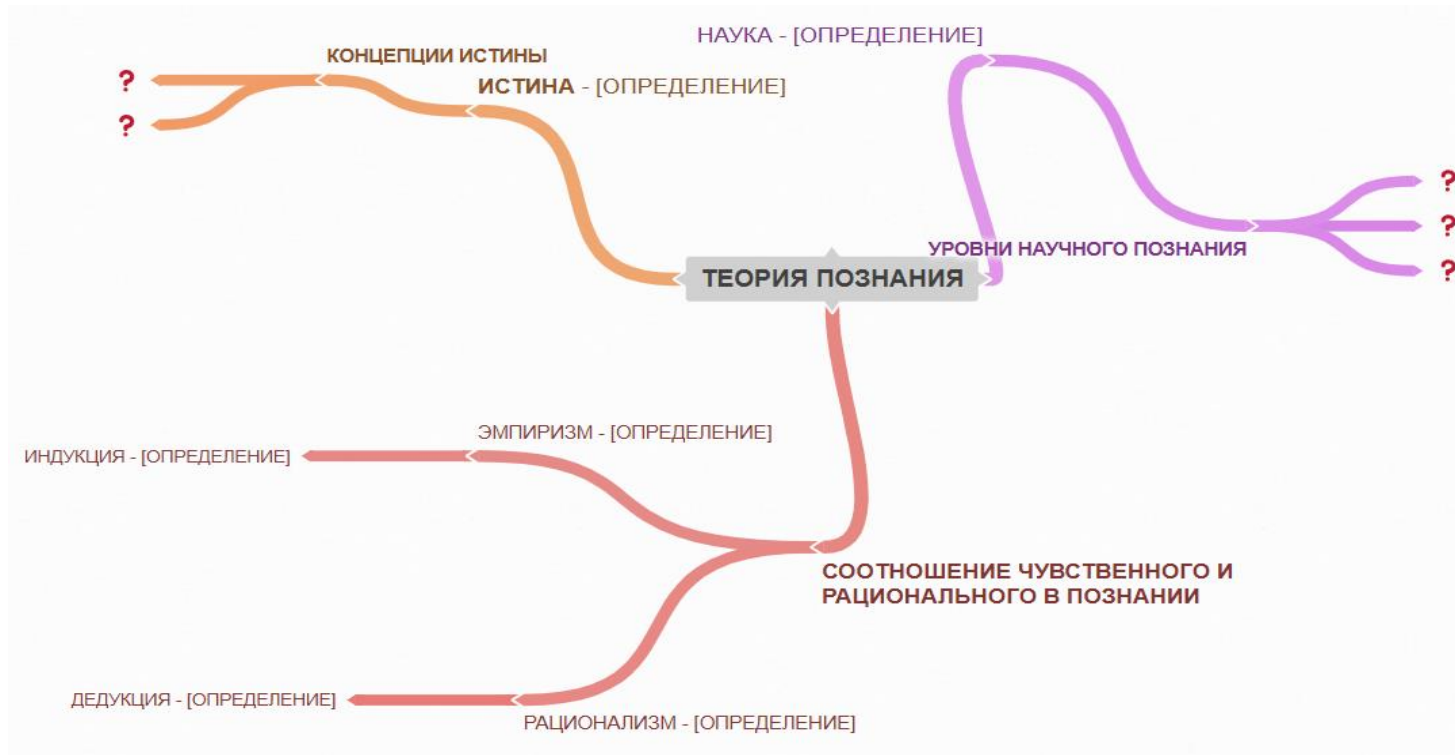 НАУКА - [ОПРЕДЕЛЕНИЕ]
КОНЦЕПЦИИ ИСТИНЫ
ИСТИНА - [ОПРЕДЕЛЕНИЕ]
?
?
?
?
?
УРОВНИ НАУЧНОГО ПОЗНАНИЯ
ТЕОРИЯ ПОЗНАНИЯ
ЭМПИРИЗМ - [ОПРЕДЕЛЕНИЕ]
ИНДУКЦИЯ - [ОПРЕДЕЛЕНИЕ]
СООТНОШЕНИЕ ЧУВСТВЕННОГО И
РАЦИОНАЛЬНОГО В ПОЗНАНИИ
ДЕДУКЦИЯ - [ОПРЕДЕЛЕНИЕ]
РАЦИОНАЛИЗМ - [ОПРЕДЕЛЕНИЕ]